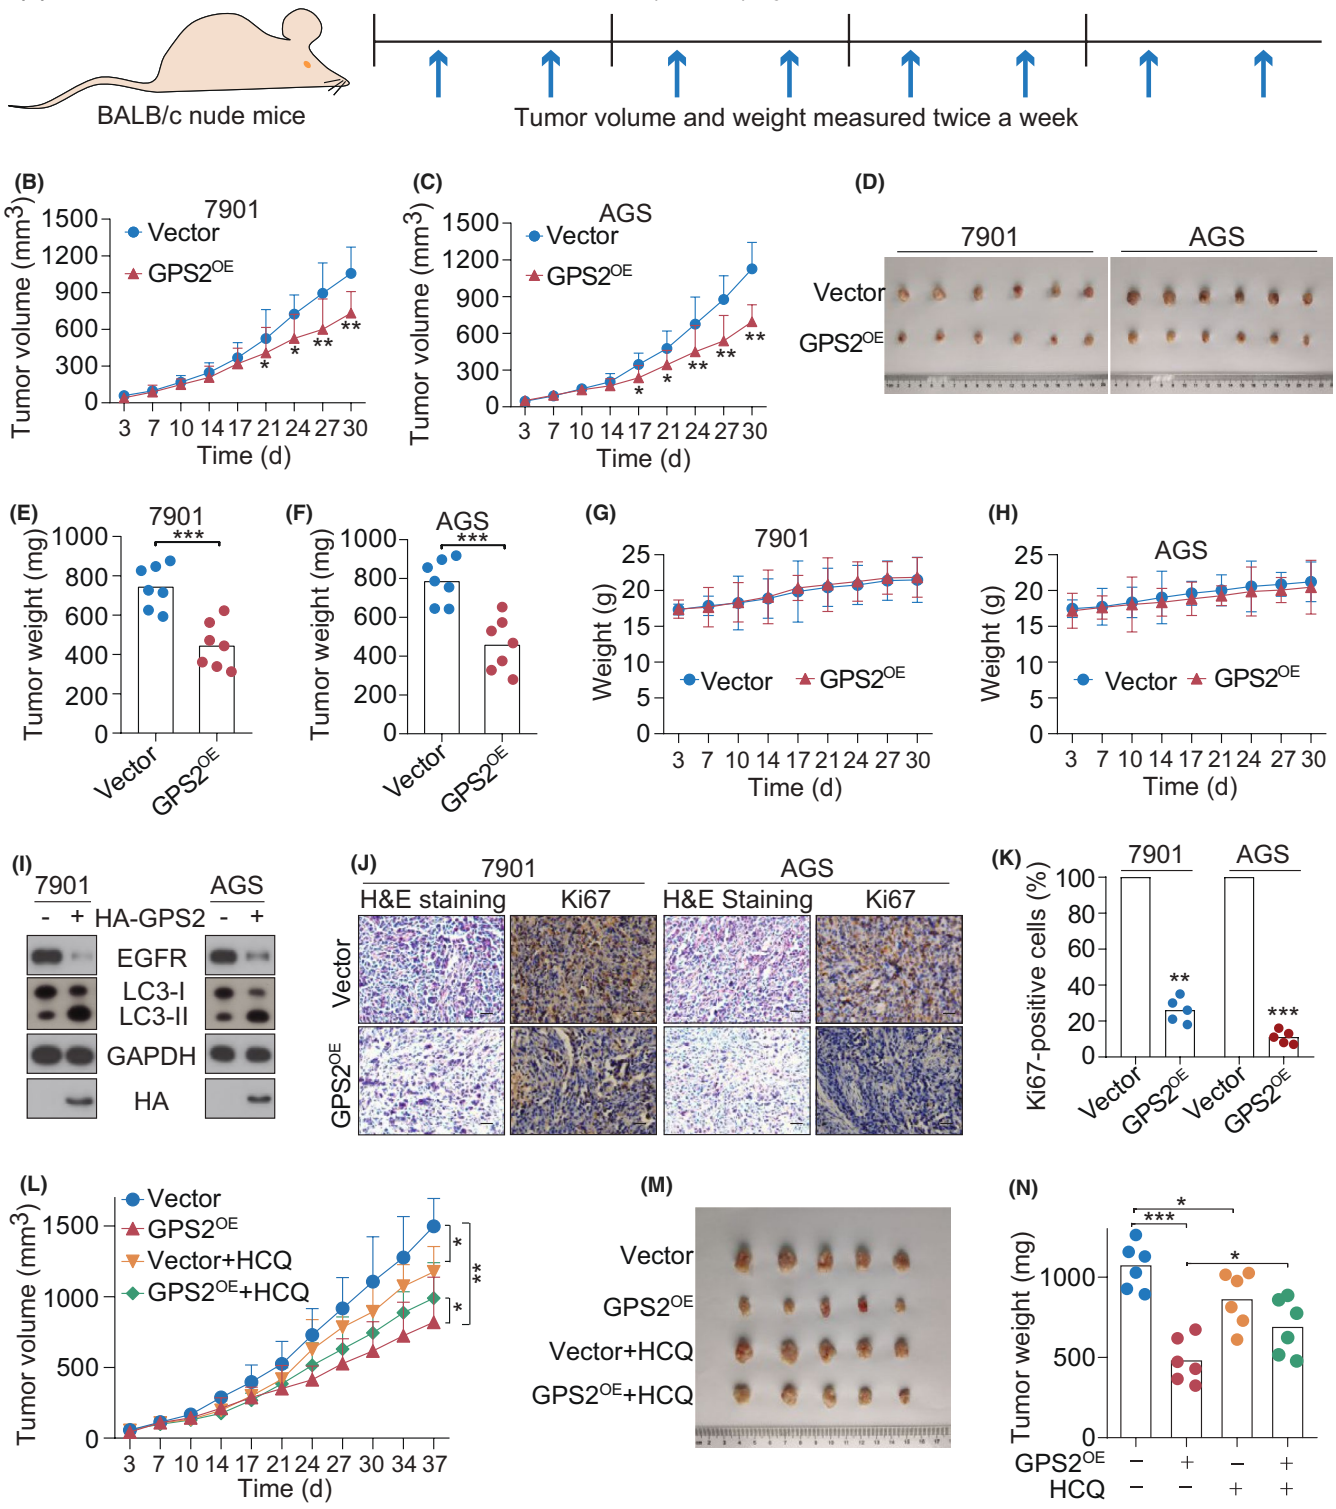 BALB/c nude mice
Tumor volume and weight measured twice a week
(B)
7901
Tumor volume (mm3)
1500
1200
900
600
300
0
Vector
GPS2OE
* * ** **
3 7 10 14 17 21 24 27 30
Time (d)
(C)
AGS
Tumor volume (mm3)
1500
1200
900
600
300
0
Vector
GPS2OE
* * ** ** **
3 7 10 14 17 21 24 27 30
Time (d)
(D)
7901 AGS
Vector
GPS2OE
(E)
7901
Tumor weight (mg)
1000
800
600
400
200
0
***
Vector GPS2OE
(F)
AGS
Tumor weight (mg)
1000
800
600
400
200
0
***
Vector GPS2OE
(G)
7901
Weight (g)
25
20
15
10
5
0
Vector GPS2OE
3 7 10 14 17 21 24 27 30
Time (d)
(H)
AGS
Weight (g)
25
20
15
10
5
0
Vector GPS2OE
3 7 10 14 17 21 24 27 30
Time (d)
(I)
7901 AGS
- + HA-GPS2 - +
EGFR
LC3-I
LC3-II
GAPDH
HA
(J)
7901 AGS
H&E staining Ki67 H&E Staining Ki67
Vector
GPS2OE
(K)
7901 AGS
Ki67-positive cells (%)
100
80
60
40
20
0
** ***
Vector GPS2OE Vector GPS2OE
(L)
Tumor volume (mm3)
1500
1000
500
0
Vector
GPS2OE
Vector+HCQ
GPS2OE+HCQ
* ** *
3 7 10 14 17 21 24 27 30 34 37
Time (d)
(M)
Vector
GPS2OE
Vector+HCQ
GPS2OE+HCQ
(N)
Tumor weight (mg)
1000
500
0
*
***
*
GPS2OE − + − +
HCQ − − + +